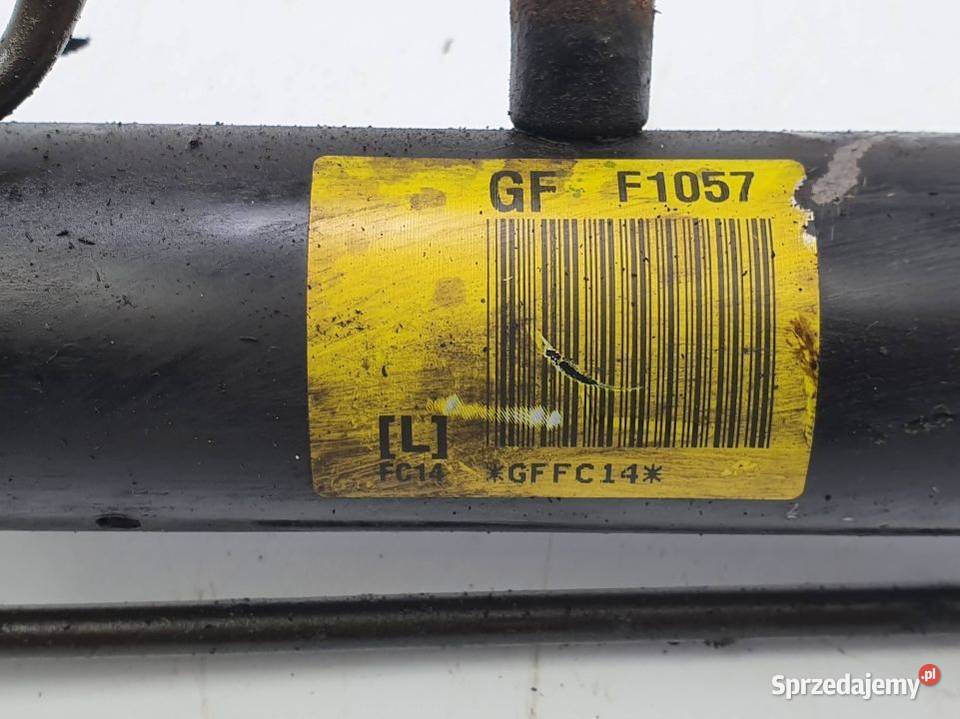 GF F1057
[L]
FC14 *GFFC14*
Sprzedajemy.pl